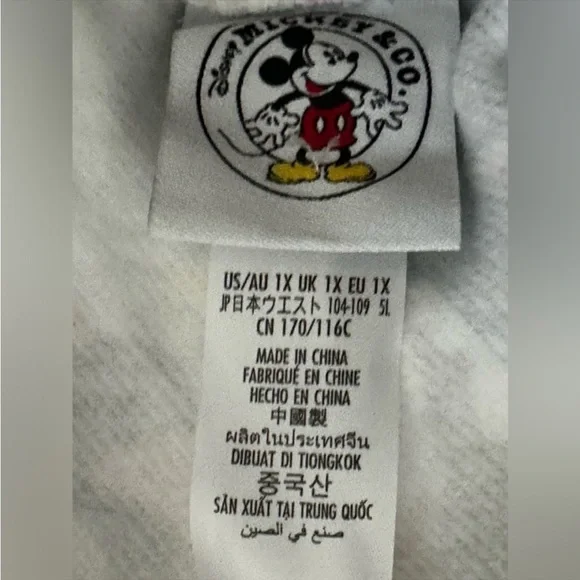 Disney MICKEY & CO.
US/AU 1X UK 1X EU 1X
JP日本ウエスト 104-109 5L
CN 170/116C
MADE IN CHINA
FABRIQUÉ EN CHINE
HECHO EN CHINA
中國製
ผลิตในประเทศจีน
DIBUAT DI TIONGKOK
중국산
SẢN XUẤT TẠI TRUNG QUỐC
صنع في الصين